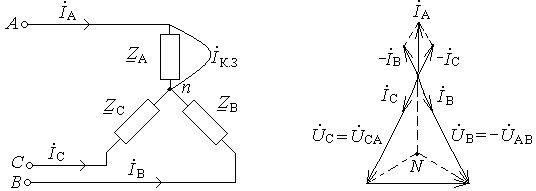 A
İ_A
Z_A
İ_К.З
Z_C
n
Z_B
C
İ_C
B
İ_B
İ_A
-İ_B
-İ_C
İ_C
İ_B
U̇_C=U̇_CA
U̇_B=-U̇_AB
N